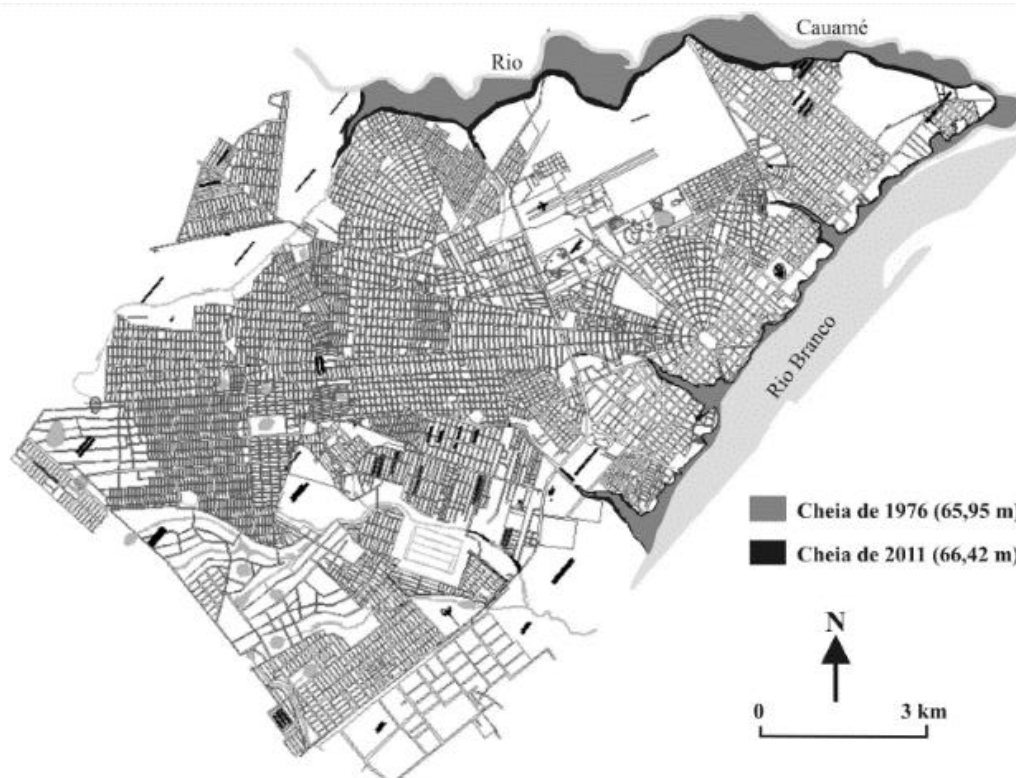 Cauamé
Rio
Rio Branco
Cheia de 1976 (65,95 m)
Cheia de 2011 (66,42 m)
N
0 3 km